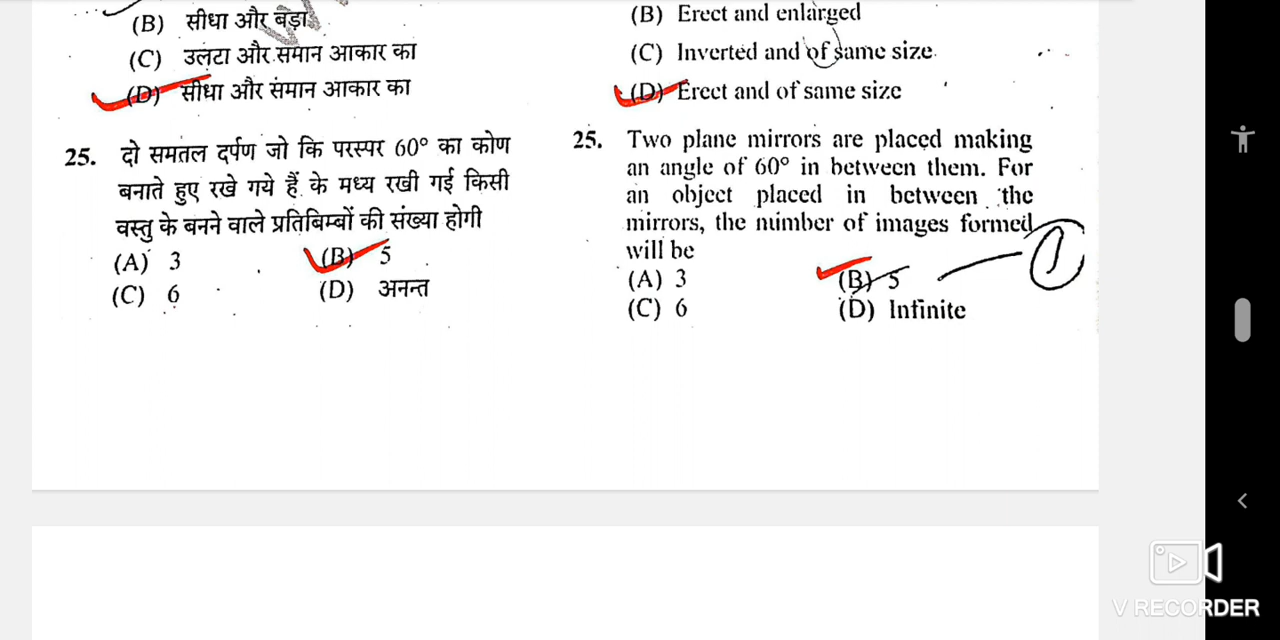 (B) सीधा और बड़ा
(C) उलटा और समान आकार का
(D) सीधा और समान आकार का
25. दो समतल दर्पण जो कि परस्पर 60° का कोण
बनाते हुए रखे गये हैं के मध्य रखी गई किसी
वस्तु के बनने वाले प्रतिबिम्बों की संख्या होगी
(A) 3 (B) 5
(C) 6 (D) अनन्त
(B) Erect and enlarged
(C) Inverted and of same size
(D) Erect and of same size
25. Two plane mirrors are placed making
an angle of 60° in between them. For
an object placed in between the
mirrors, the number of images formed
will be
(A) 3 (B) 5
(C) 6 (D) Infinite
1
V RECORDER